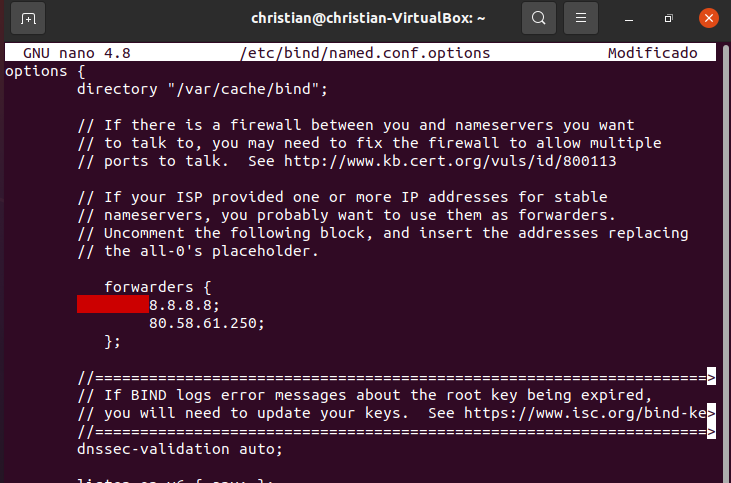 christian@christian-VirtualBox: ~
GNU nano 4.8 /etc/bind/named.conf.options Modificado
options {
directory "/var/cache/bind";
// If there is a firewall between you and nameservers you want
// to talk to, you may need to fix the firewall to allow multiple
// ports to talk.  See http://www.kb.cert.org/vuls/id/800113
// If your ISP provided one or more IP addresses for stable
// nameservers, you probably want to use them as forwarders.
// Uncomment the following block, and insert the addresses replacing
// the all-0's placeholder.
forwarders {
8.8.8.8;
80.58.61.250;
};
//====================================================================>
// If BIND logs error messages about the root key being expired,
// you will need to update your keys.  See https://www.isc.org/bind-ke>
//====================================================================>
dnssec-validation auto;